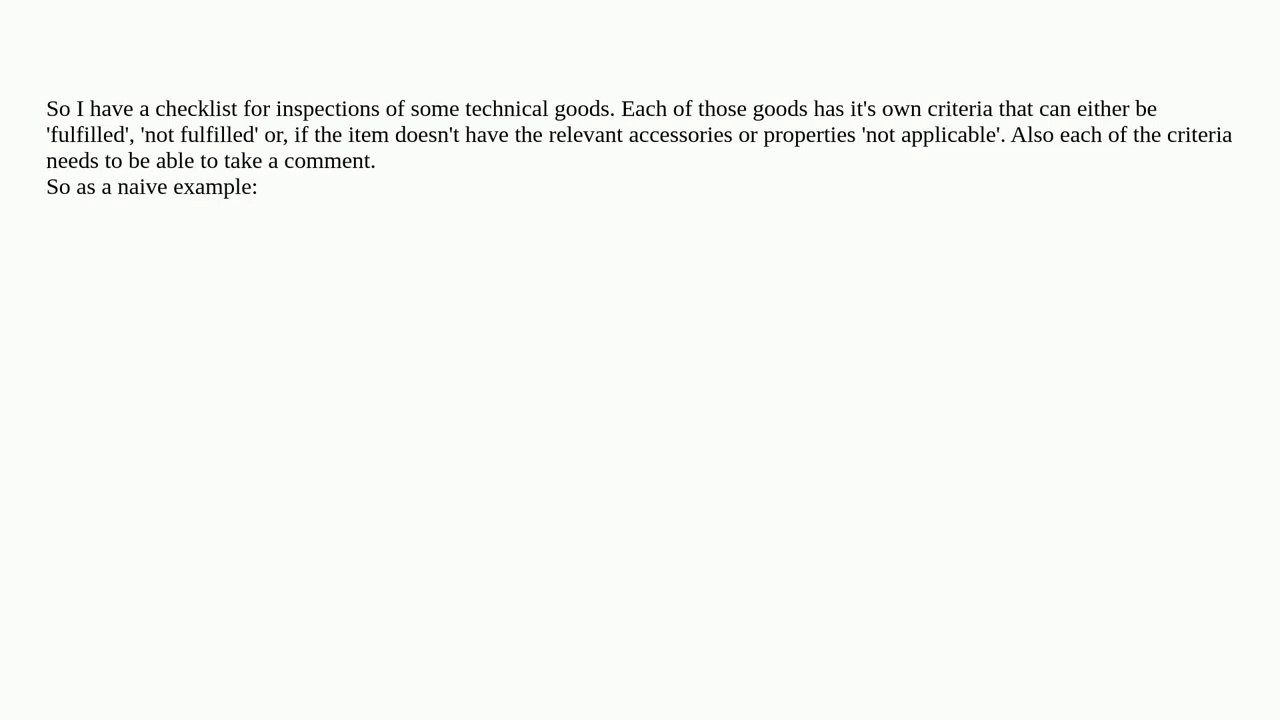 So I have a checklist for inspections of some technical goods. Each of those goods has it's own criteria that can either be
'fulfilled', 'not fulfilled' or, if the item doesn't have the relevant accessories or properties 'not applicable'. Also each of the criteria
needs to be able to take a comment.
So as a naive example: